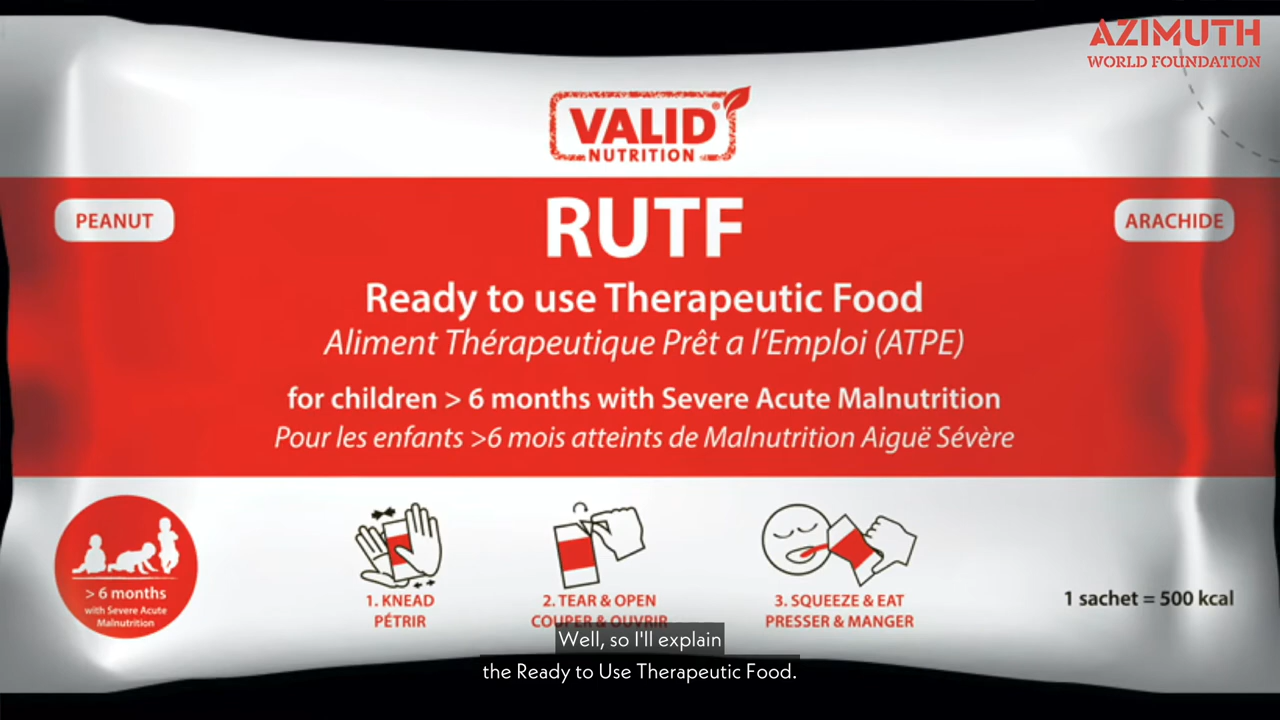 AZIMUTH
WORLD FOUNDATION
VALID®
NUTRITION
PEANUT
RUTF
ARACHIDE
Ready to use Therapeutic Food
Aliment Thérapeutique Prêt a l'Emploi (ATPE)
for children > 6 months with Severe Acute Malnutrition
Pour les enfants >6 mois atteints de Malnutrition Aiguë Sévère
> 6 months
with Severe Acute
Malnutrition
1. KNEAD
PÉTRIR
2. TEAR & OPEN
COUPER & OUVRIR
3. SQUEEZE & EAT
PRESSER & MANGER
1 sachet = 500 kcal
Well, so I'll explain
the Ready to Use Therapeutic Food.